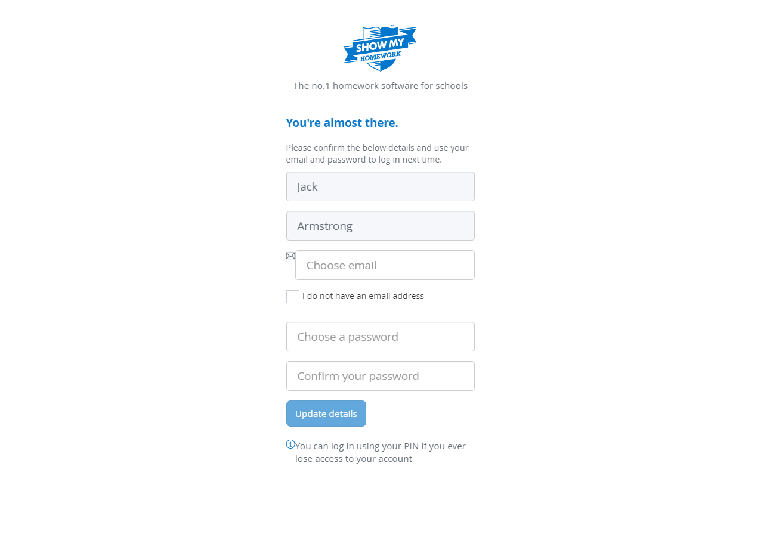 SHOW MY
HOMEWORK
The no.1 homework software for schools
You're almost there.
Please confirm the below details and use your
email and password to log in next time.
Jack
Armstrong
Choose email
I do not have an email address
Choose a password
Confirm your password
Update details
You can log in using your PIN if you ever
lose access to your account